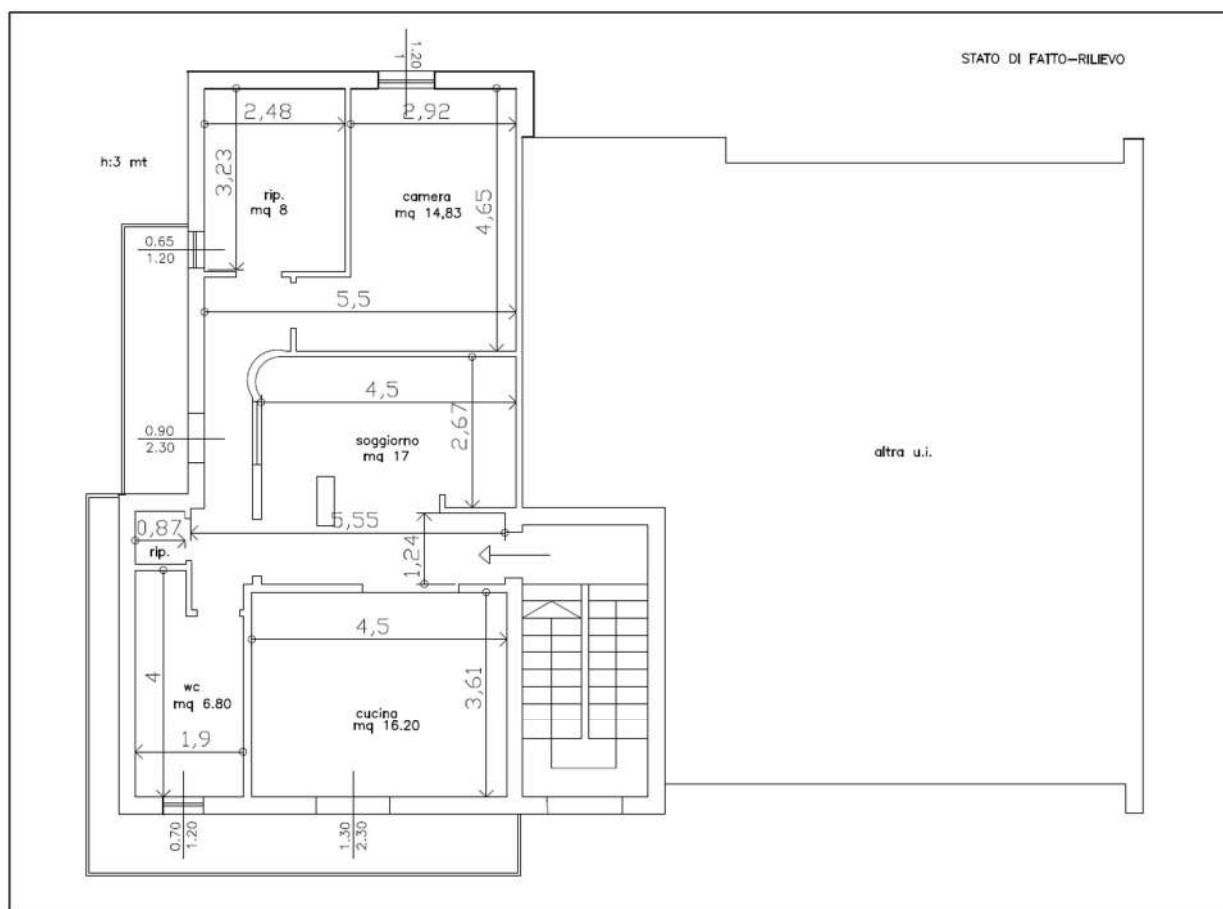 STATO DI FATTO-RILIEVO
1.20
1
2,48
2,92
h:3 mt
3,23
rip.
mq 8
camera
mq 14,83
4,65
0.65
1.20
5,5
4,5
2,67
0.90
2.30
soggiorno
mq 17
altra u.i.
0,87
5,55
rip.
1,24
4,5
4
3,61
wc
mq 6.80
cucina
mq 16.20
1,9
0.70
1.20
1.30
2.30